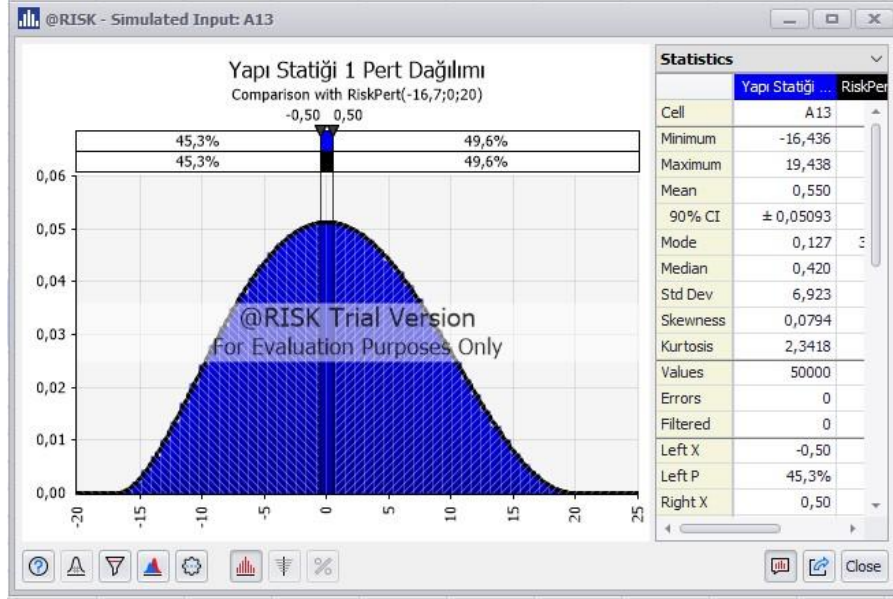 @RISK - Simulated Input: A13
Yapı Statiği 1 Pert Dağılımı
Comparison with RiskPert(-16,7;0;20)
-0,50 0,50
45,3% 49,6%
45,3% 49,6%
0,06
0,05
0,04
0,03
0,02
0,01
0,00
-20 -15 -10 -5 0 5 10 15 20 25
@RISK Trial Version
For Evaluation Purposes Only
Statistics
Yapı Statiği ... RiskPer
Cell A13
Minimum -16,436
Maximum 19,438
Mean 0,550
90% CI ± 0,05093
Mode 0,127
Median 0,420
Std Dev 6,923
Skewness 0,0794
Kurtosis 2,3418
Values 50000
Errors 0
Filtered 0
Left X -0,50
Left P 45,3%
Right X 0,50
Close